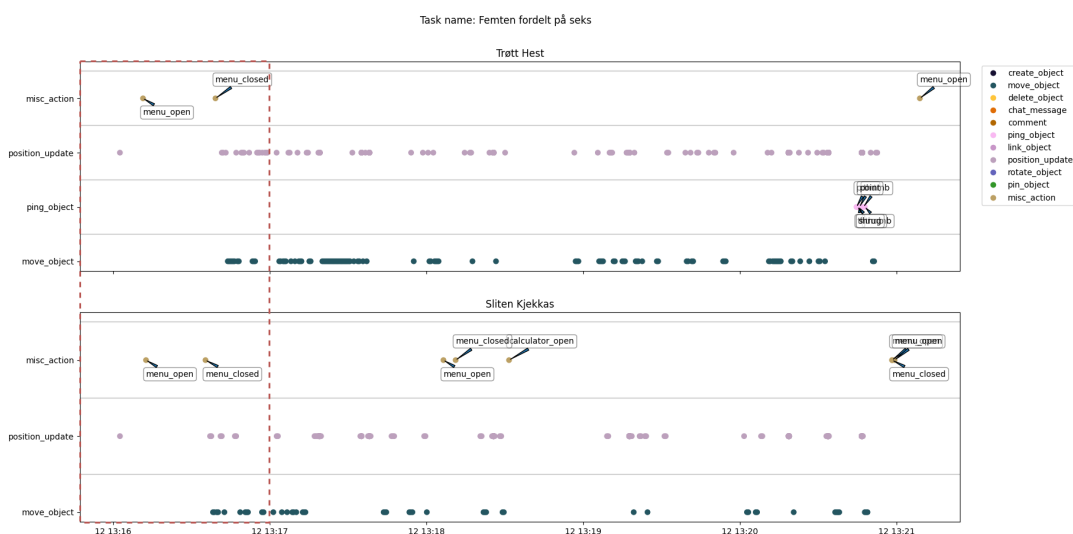 Task name: Femten fordelt på seks
Trøtt Hest
misc_action
menu_open
menu_closed
menu_open
position_update
ping_object
move_object
create_object
move_object
delete_object
chat_message
comment
ping_object
link_object
position_update
rotate_object
pin_object
misc_action
Sliten Kjekkas
misc_action
menu_open
menu_closed
menu_open
menu_closed
calculator_open
menu_open
menu_closed
position_update
move_object
12 13:16
12 13:17
12 13:18
12 13:19
12 13:20
12 13:21